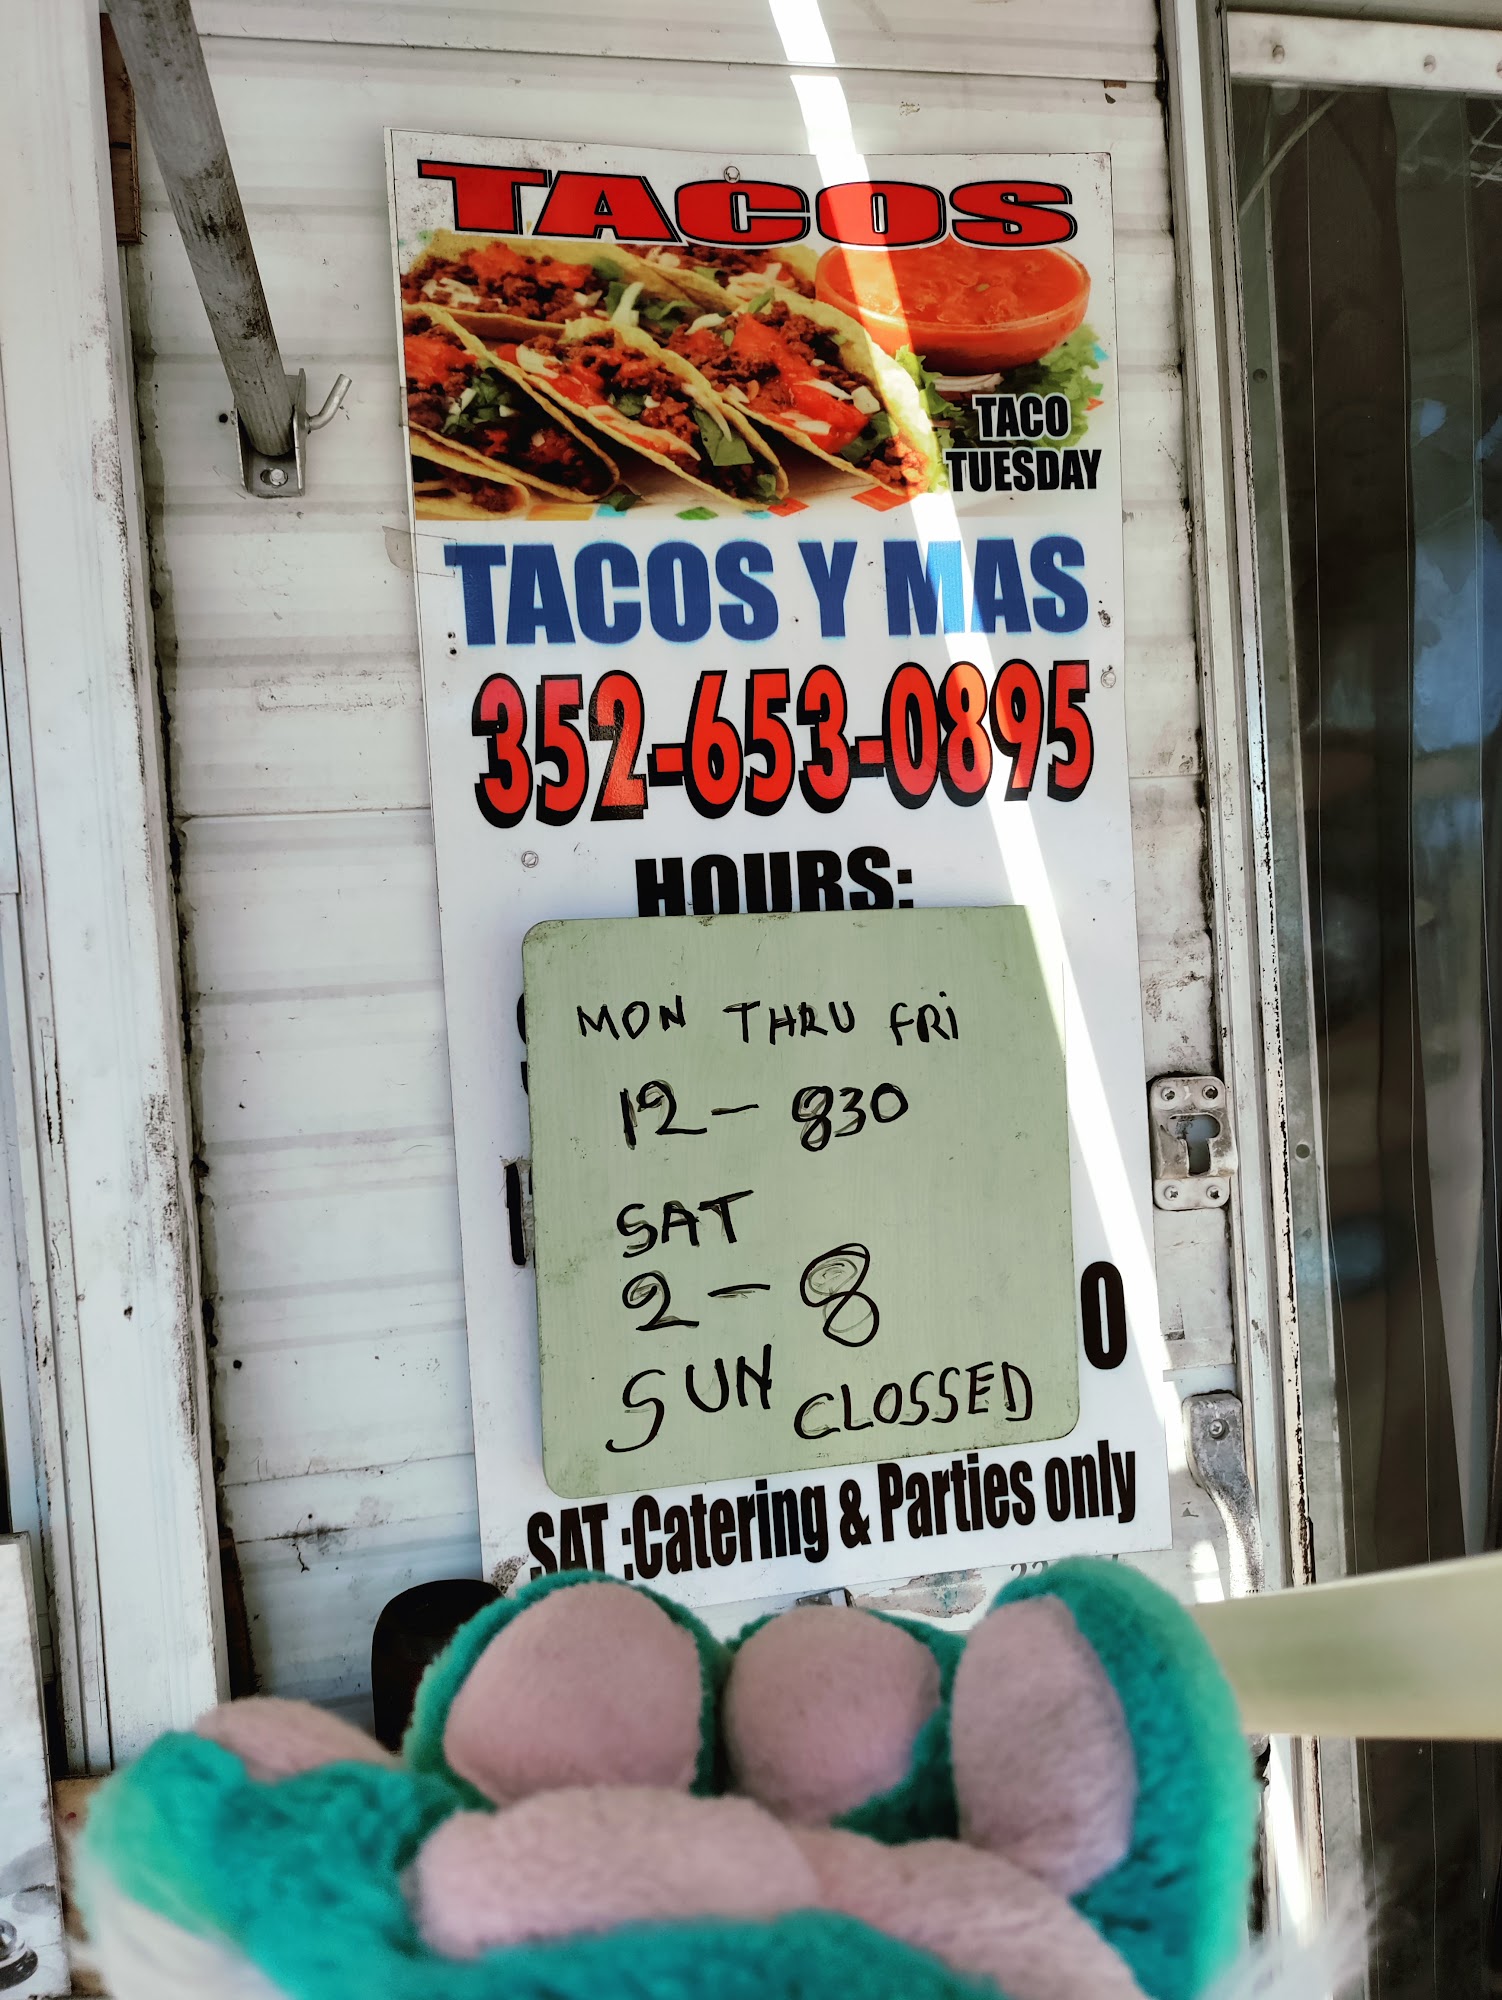 TACOS
TACO
TUESDAY
TACOS Y MAS
352-653-0895
HOURS:
MON THRU FRI
12 - 830
SAT
2 - 8
SUN CLOSSED
0
SAT :Catering & Parties only